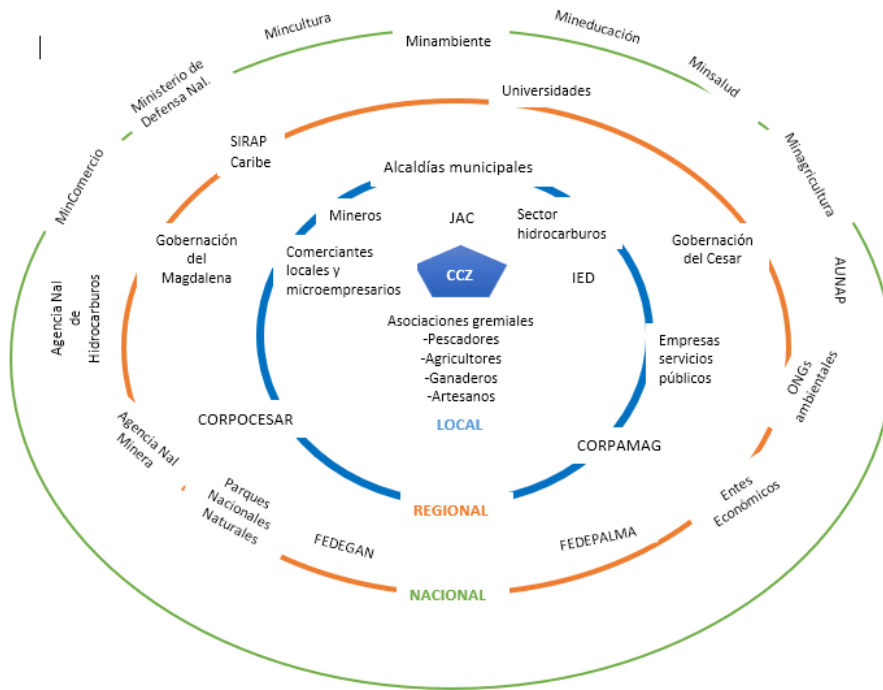 Mincultura
Mineducación
Minambiente
Ministerio de
Defensa Nal.
Minsalud
Universidades
SIRAP
Caribe
MinComercio
Minagricultura
Alcaldías municipales
Mineros
JAC
Sector
hidrocarburos
Gobernación
del
Magdalena
Comerciantes
locales y
microempresarios
CCZ
IED
Gobernación
del Cesar
AUNAP
Agencia Nal
de
Hidrocarburos
Asociaciones gremiales
-Pescadores
-Agricultores
-Ganaderos
-Artesanos
Empresas
servicios
públicos
ONGs
ambientales
CORPOCESAR
LOCAL
CORPAMAG
Agencia Nal
Minera
Parques
Nacionales
Naturales
REGIONAL
Entes
Económicos
FEDEGAN
FEDEPALMA
NACIONAL